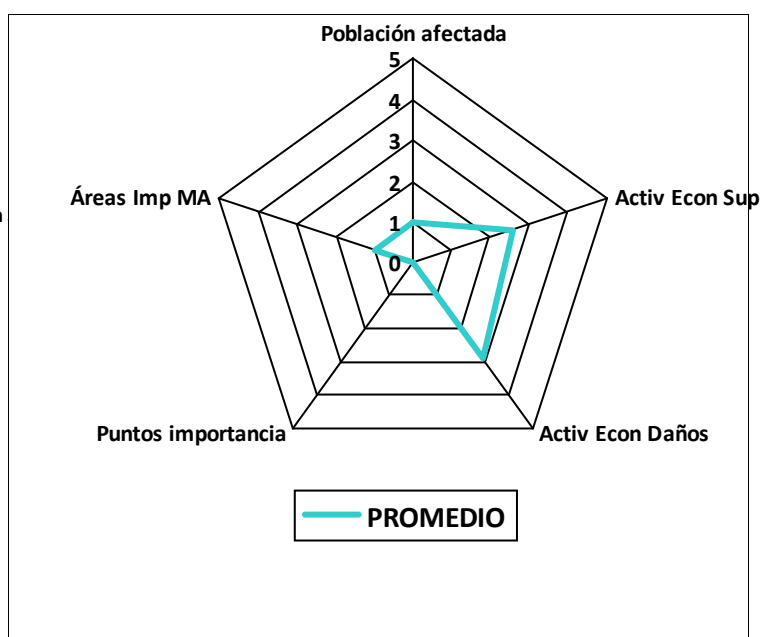 Población afectada
5
4
3
2
1
0
Áreas Imp MA
Activ Econ Sup
Puntos importancia
Activ Econ Daños
PROMEDIO